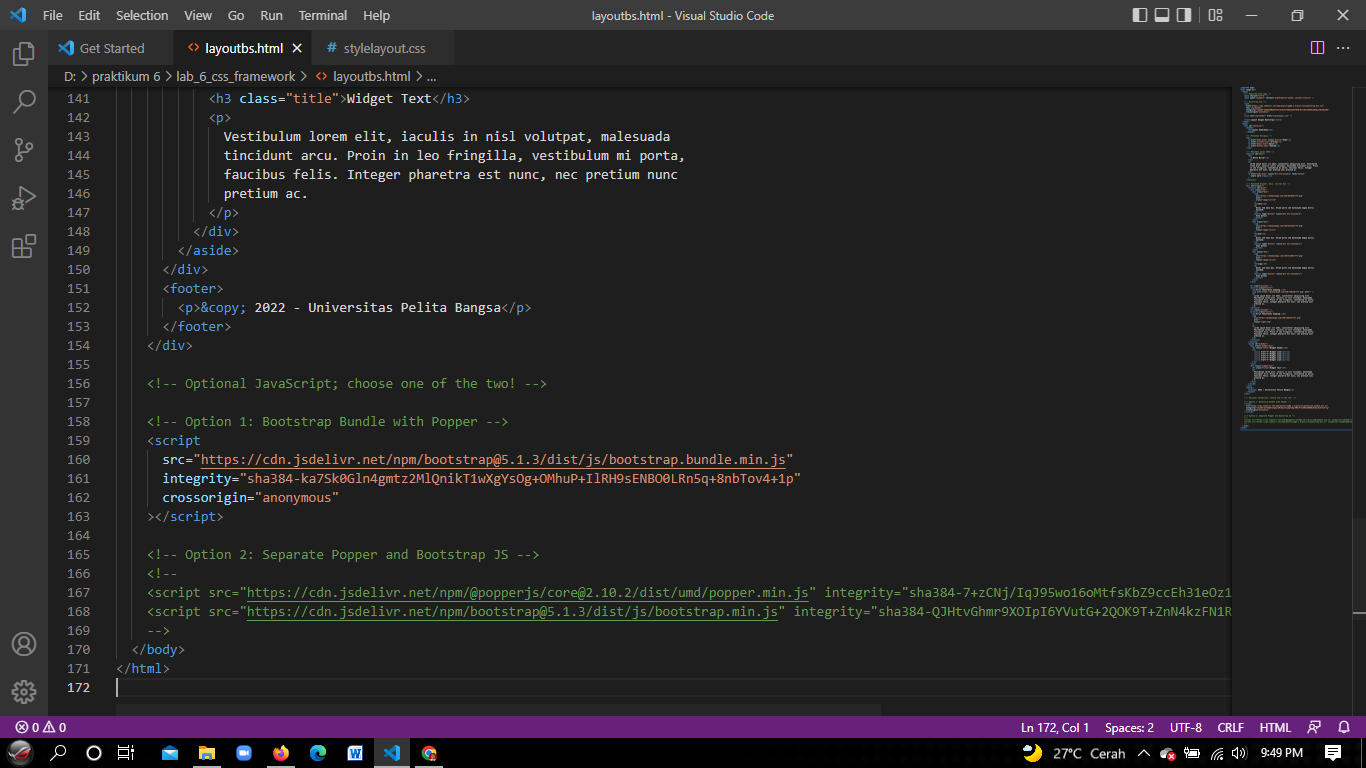 File Edit Selection View Go Run Terminal Help layoutbs.html - Visual Studio Code
Get Started layoutbs.html stylelayout.css
D: > praktikum 6 > lab_6_css_framework > layoutbs.html > ...
141 <h3 class="title">Widget Text</h3>
142 <p>
143 Vestibulum lorem elit, iaculis in nisl volutpat, malesuada
144 tincidunt arcu. Proin in leo fringilla, vestibulum mi porta,
145 faucibus felis. Integer pharetra est nunc, nec pretium nunc
146 pretium ac.
147 </p>
148 </div>
149 </aside>
150 </div>
151 <footer>
152 <p>&copy; 2022 - Universitas Pelita Bangsa</p>
153 </footer>
154 </div>
155
156 <!-- Optional JavaScript; choose one of the two! -->
157
158 <!-- Option 1: Bootstrap Bundle with Popper -->
159 <script
160 src="https://cdn.jsdelivr.net/npm/bootstrap@5.1.3/dist/js/bootstrap.bundle.min.js"
161 integrity="sha384-ka7Sk0Gln4gmtz2MlQnikT1wXgYsOg+OMhuP+IlRH9sENBO0LRn5q+8nbTov4+1p"
162 crossorigin="anonymous"
163 ></script>
164
165 <!-- Option 2: Separate Popper and Bootstrap JS -->
166 <!--
167 <script src="https://cdn.jsdelivr.net/npm/@popperjs/core@2.10.2/dist/umd/popper.min.js" integrity="sha384-7+zCNj/IqJ95wo16oMtfsKbZ9ccEh31eOz1
168 <script src="https://cdn.jsdelivr.net/npm/bootstrap@5.1.3/dist/js/bootstrap.min.js" integrity="sha384-QJHtvGhmr9XOIpI6YVutG+2QOK9T+ZnN4kzFN1R
169 -->
170 </body>
171 </html>
172
0 0 Ln 172, Col 1 Spaces: 2 UTF-8 CRLF HTML
27°C Cerah 9:49 PM